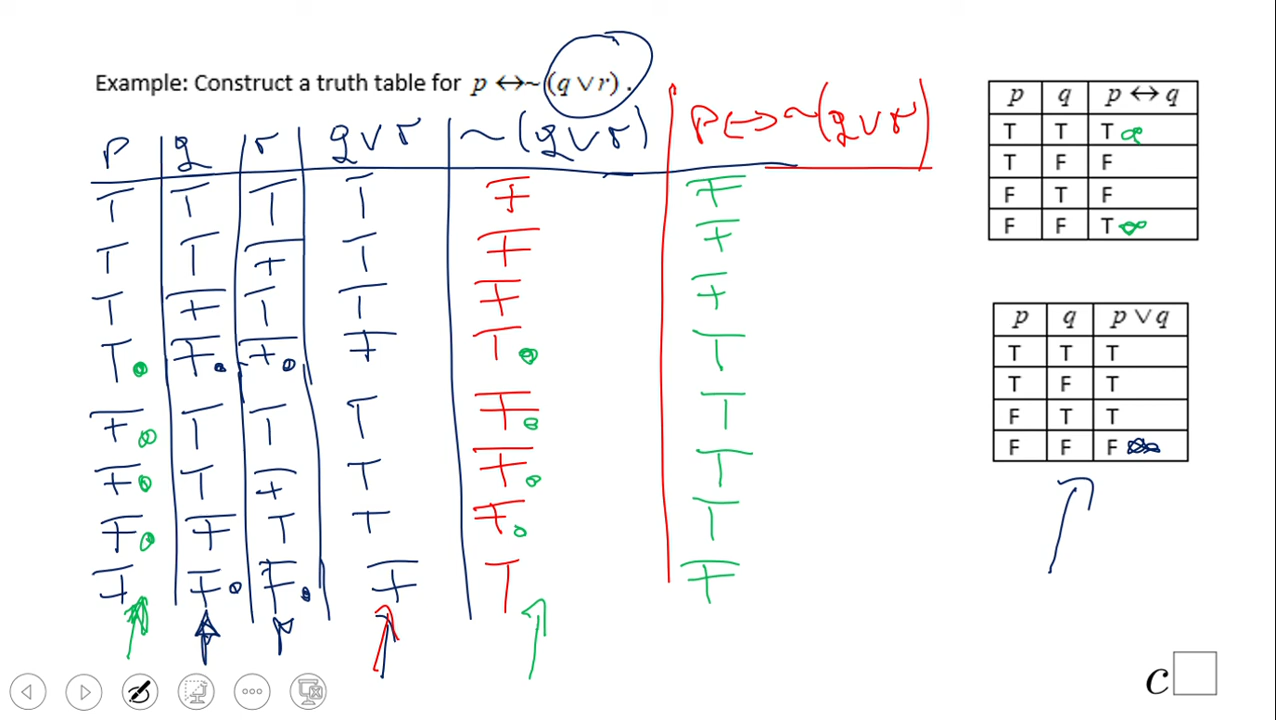 Example: Construct a truth table for p ↔~ (q ∨ r) .
p q r q ∨ r ~ (q ∨ r) P ↔ ~(q ∨ r)
T T T T F F
T T F T F F
T F T T F F
T F F F T T
F T T T F T
F T F T F T
F F T T F T
F F F F T F
p q p ↔ q
T T T
T F F
F T F
F F T
p q p ∨ q
T T T
T F T
F T T
F F F
c